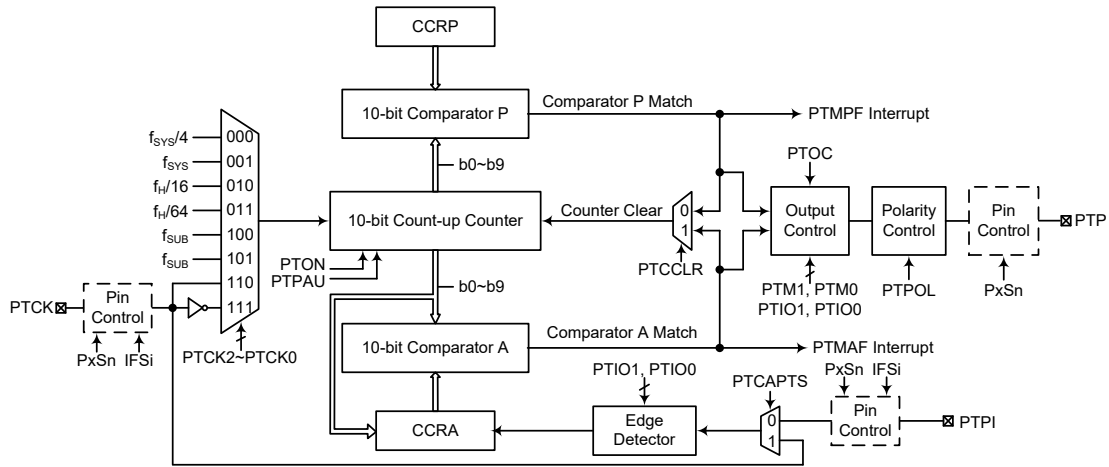 CCRP
10-bit Comparator P
Comparator P Match
PTMPF Interrupt
b0~b9
fSYS/4
000
fSYS
001
fH/16
010
fH/64
011
fSUB
100
fSUB
101
110
111
10-bit Count-up Counter
Counter Clear
0
1
PTCCLR
PTOC
Output
Control
Polarity
Control
Pin
Control
PTP
PTON
PTPAU
PTM1, PTM0
PTIO1, PTIO0
PTPOL
PxSn
b0~b9
PTCK
Pin
Control
PxSn
IFSi
PTCK2~PTCK0
10-bit Comparator A
Comparator A Match
PTMAF Interrupt
PTIO1, PTIO0
PTCAPTS
PxSn
IFSi
CCRA
Edge
Detector
0
1
Pin
Control
PTPI